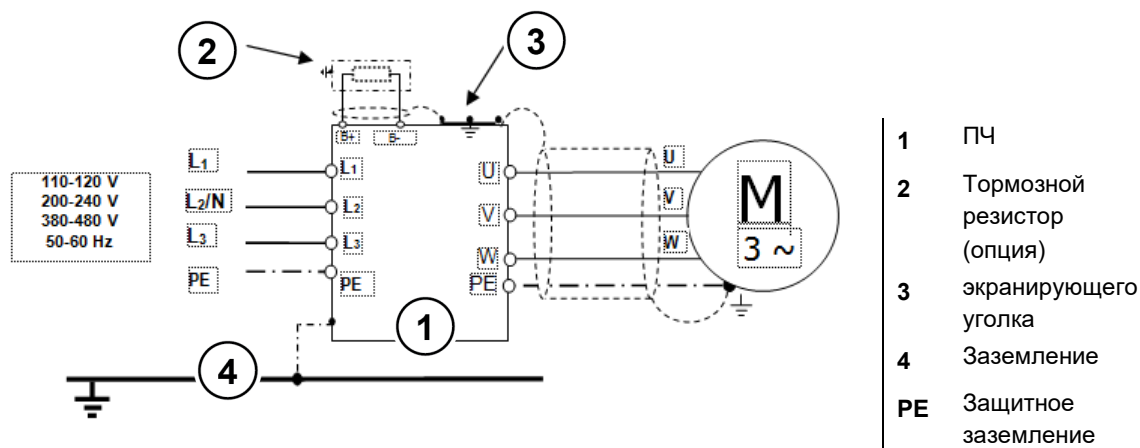 2
3
B+
B-
110-120 V
200-240 V
380-480 V
50-60 Hz
L1
L2/N
L3
PE
L1
L2
L3
PE
U
V
W
PE
U
V
W
M
3 ~
1
4
1 ПЧ
2 Тормозной
резистор
(опция)
3 экранирующего
уголка
4 Заземление
PE Защитное
заземление